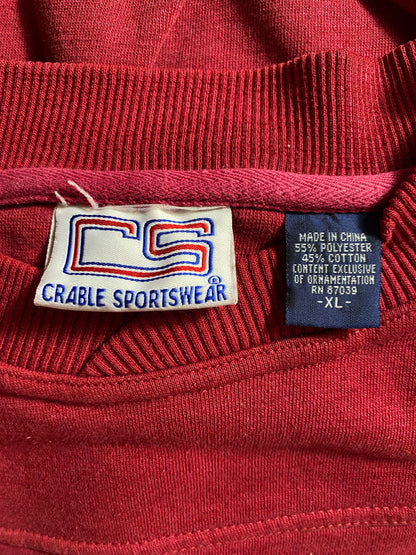 CS
CRABLE SPORTSWEAR®
MADE IN CHINA
55% POLYESTER
45% COTTON
CONTENT EXCLUSIVE
OF ORNAMENTATION
RN 87039
-XL-